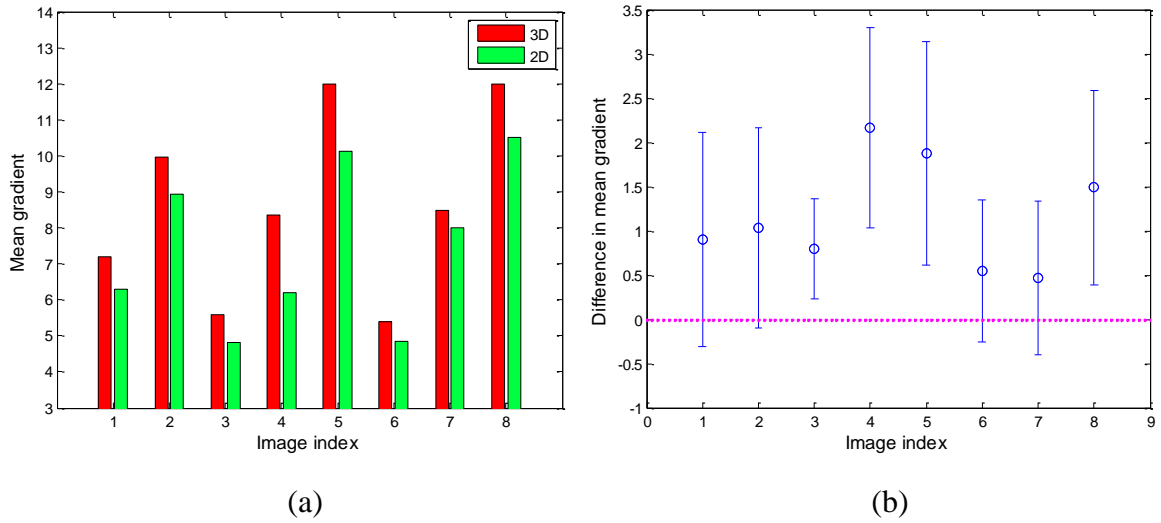 14
13
12
11
10
9
8
7
6
5
4
3
Mean gradient
3D
2D
1 2 3 4 5 6 7 8
Image index
(a)
3.5
3
2.5
2
1.5
1
0.5
0
-0.5
-1
Difference in mean gradient
0 1 2 3 4 5 6 7 8 9
Image index
(b)